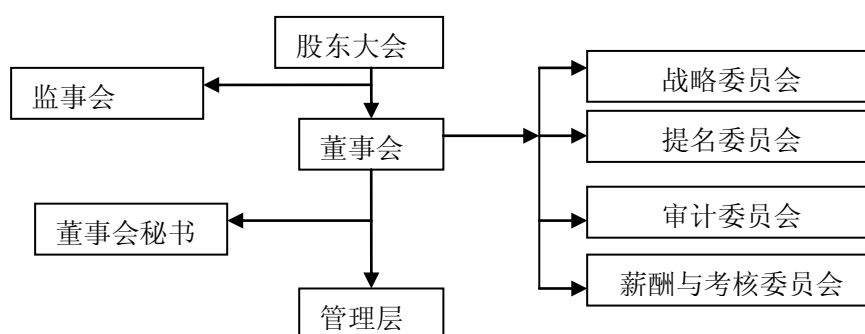 股东大会
监事会
战略委员会
提名委员会
董事会
审计委员会
董事会秘书
薪酬与考核委员会
管理层